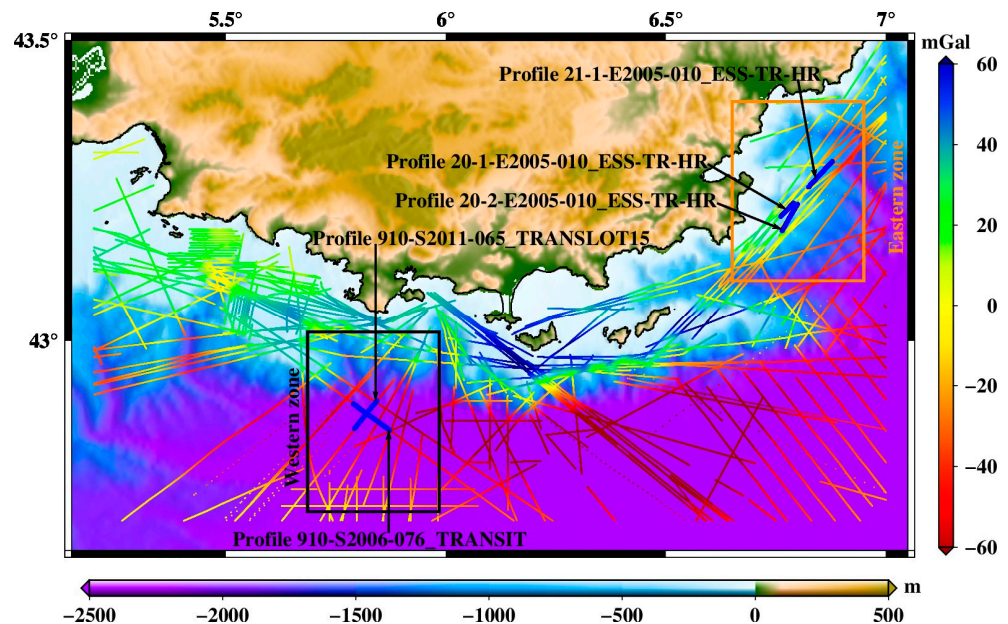 5.5° 6° 6.5° 7°
43.5°
mGal
60
Profile 21-1-E2005-010_ESS-TR-HR
40
Profile 20-1-E2005-010_ESS-TR-HR
Eastern zone
20
Profile 20-2-E2005-010_ESS-TR-HR
Profile 910-S2011-065_TRANSLOT15
0
43°
−20
Western zone
−40
Profile 910-S2006-076_TRANSIT
−60
m
−2500 −2000 −1500 −1000 −500 0 500